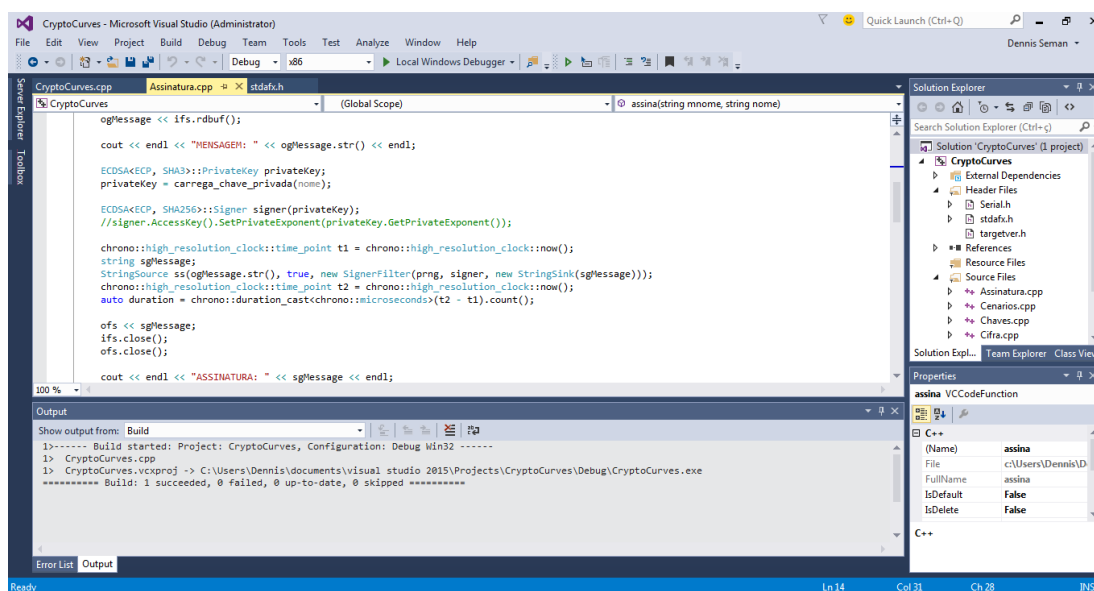 CryptoCurves - Microsoft Visual Studio (Administrator)
Quick Launch (Ctrl+Q)
File Edit View Project Build Debug Team Tools Test Analyze Window Help
Dennis Seman
Debug x86 Local Windows Debugger
Server Explorer
Toolbox
CryptoCurves.cpp Assinatura.cpp stdafx.h
CryptoCurves (Global Scope) assina(string mnome, string nome)
ogMessage << ifs.rdbuf();
cout << endl << "MENSAGEM: " << ogMessage.str() << endl;
ECDSA<ECP, SHA3>::PrivateKey privateKey;
privateKey = carrega_chave_privada(nome);
ECDSA<ECP, SHA256>::Signer signer(privateKey);
//signer.AccessKey().SetPrivateExponent(privateKey.GetPrivateExponent());
chrono::high_resolution_clock::time_point t1 = chrono::high_resolution_clock::now();
string sgMessage;
StringSource ss(ogMessage.str(), true, new SignerFilter(prng, signer, new StringSink(sgMessage)));
chrono::high_resolution_clock::time_point t2 = chrono::high_resolution_clock::now();
auto duration = chrono::duration_cast<chrono::microseconds>(t2 - t1).count();
ofs << sgMessage;
ifs.close();
ofs.close();
cout << endl << "ASSINATURA: " << sgMessage << endl;
100 %
Output
Show output from: Build
1>------ Build started: Project: CryptoCurves, Configuration: Debug Win32 ------
1> CryptoCurves.cpp
1> CryptoCurves.vcxproj -> C:\Users\Dennis\documents\visual studio 2015\Projects\CryptoCurves\Debug\CryptoCurves.exe
========== Build: 1 succeeded, 0 failed, 0 up-to-date, 0 skipped ==========
Error List Output
Solution Explorer
Search Solution Explorer (Ctrl+ç)
Solution 'CryptoCurves' (1 project)
CryptoCurves
External Dependencies
Header Files
Serial.h
stdafx.h
targetver.h
References
Resource Files
Source Files
Assinatura.cpp
Cenarios.cpp
Chaves.cpp
Cifra.cpp
Solution Expl... Team Explorer Class View
Properties
assina VCCodeFunction
C++
(Name) assina
File c:\Users\Dennis\D
FullName assina
IsDefault False
IsDelete False
C++
Ready Ln 14 Col 31 Ch 28 INS